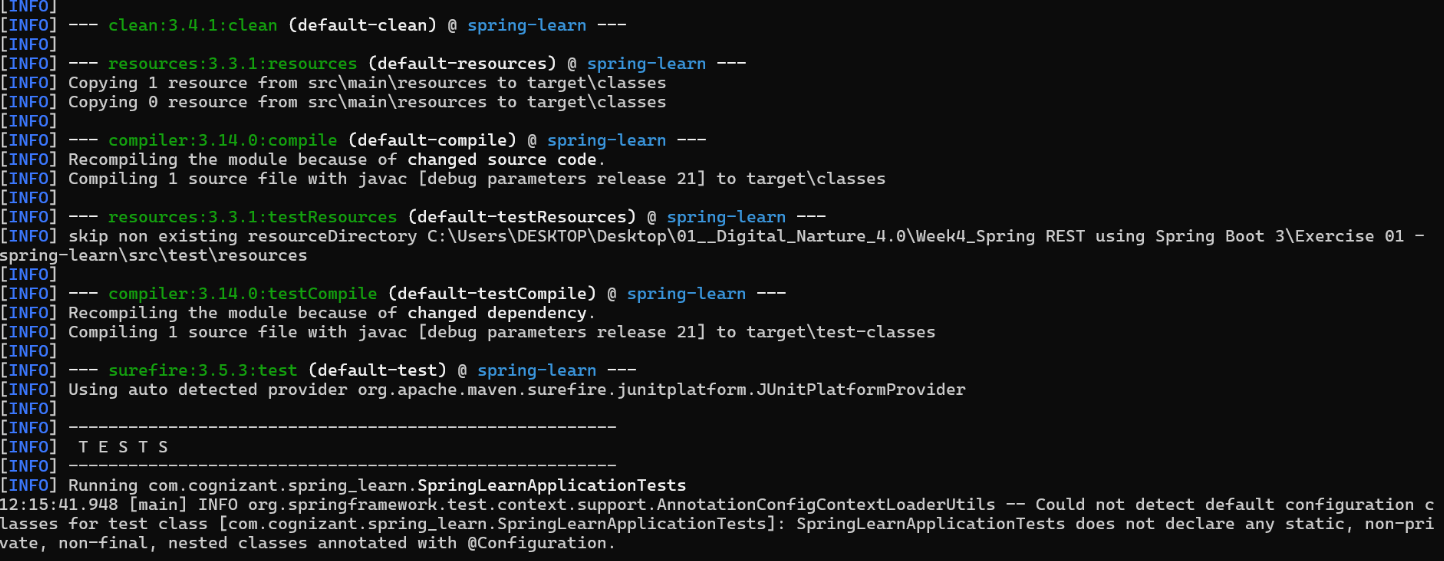 [INFO]
[INFO] --- clean:3.4.1:clean (default-clean) @ spring-learn ---
[INFO]
[INFO] --- resources:3.3.1:resources (default-resources) @ spring-learn ---
[INFO] Copying 1 resource from src\main\resources to target\classes
[INFO] Copying 0 resource from src\main\resources to target\classes
[INFO]
[INFO] --- compiler:3.14.0:compile (default-compile) @ spring-learn ---
[INFO] Recompiling the module because of changed source code.
[INFO] Compiling 1 source file with javac [debug parameters release 21] to target\classes
[INFO]
[INFO] --- resources:3.3.1:testResources (default-testResources) @ spring-learn ---
[INFO] skip non existing resourceDirectory C:\Users\DESKTOP\Desktop\01__Digital_Narture_4.0\Week4_Spring REST using Spring Boot 3\Exercise 01 -
spring-learn\src\test\resources
[INFO]
[INFO] --- compiler:3.14.0:testCompile (default-testCompile) @ spring-learn ---
[INFO] Recompiling the module because of changed dependency.
[INFO] Compiling 1 source file with javac [debug parameters release 21] to target\test-classes
[INFO]
[INFO] --- surefire:3.5.3:test (default-test) @ spring-learn ---
[INFO] Using auto detected provider org.apache.maven.surefire.junitplatform.JUnitPlatformProvider
[INFO]
[INFO] -------------------------------------------------------
[INFO]  T E S T S
[INFO] -------------------------------------------------------
[INFO] Running com.cognizant.spring_learn.SpringLearnApplicationTests
12:15:41.948 [main] INFO org.springframework.test.context.support.AnnotationConfigContextLoaderUtils -- Could not detect default configuration c
lasses for test class [com.cognizant.spring_learn.SpringLearnApplicationTests]: SpringLearnApplicationTests does not declare any static, non-pri
vate, non-final, nested classes annotated with @Configuration.